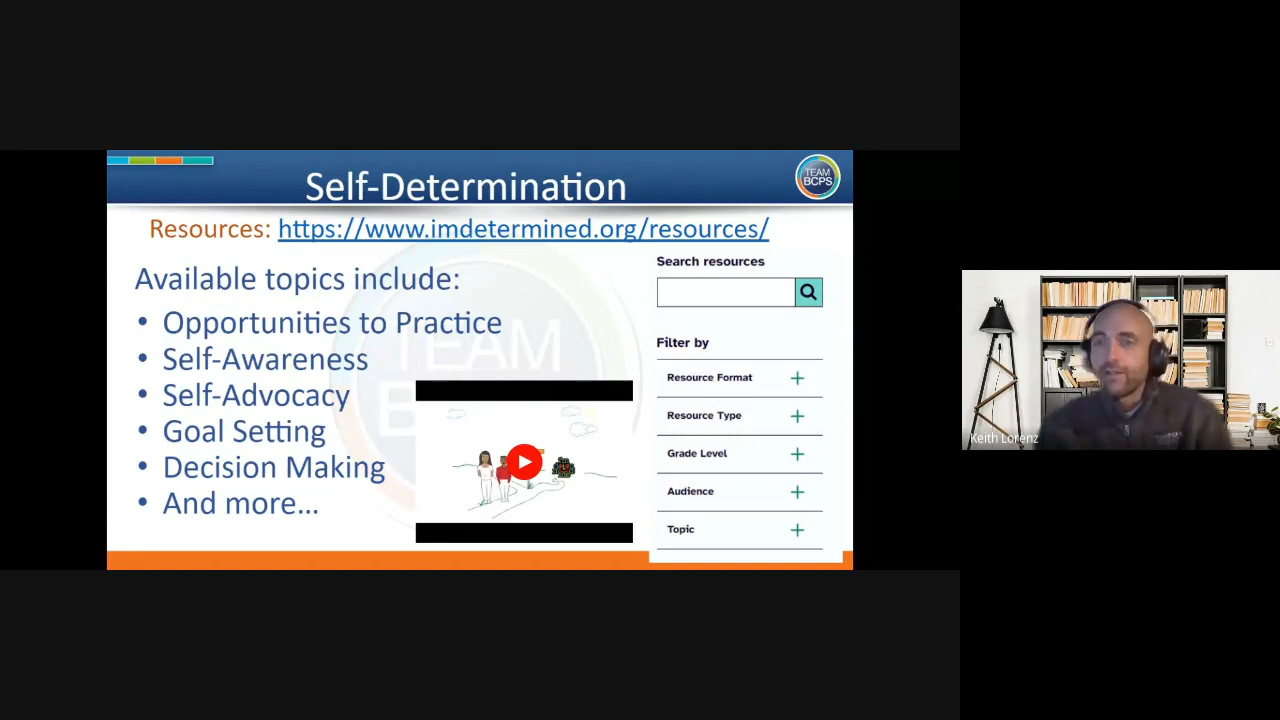 Self-Determination
TEAM
BCPS
Resources: https://www.imdetermined.org/resources/
Available topics include:
• Opportunities to Practice
• Self-Awareness
• Self-Advocacy
• Goal Setting
• Decision Making
• And more...
Search resources
Filter by
Resource Format
Resource Type
Grade Level
Audience
Topic
TEAM
Keith Lorenz